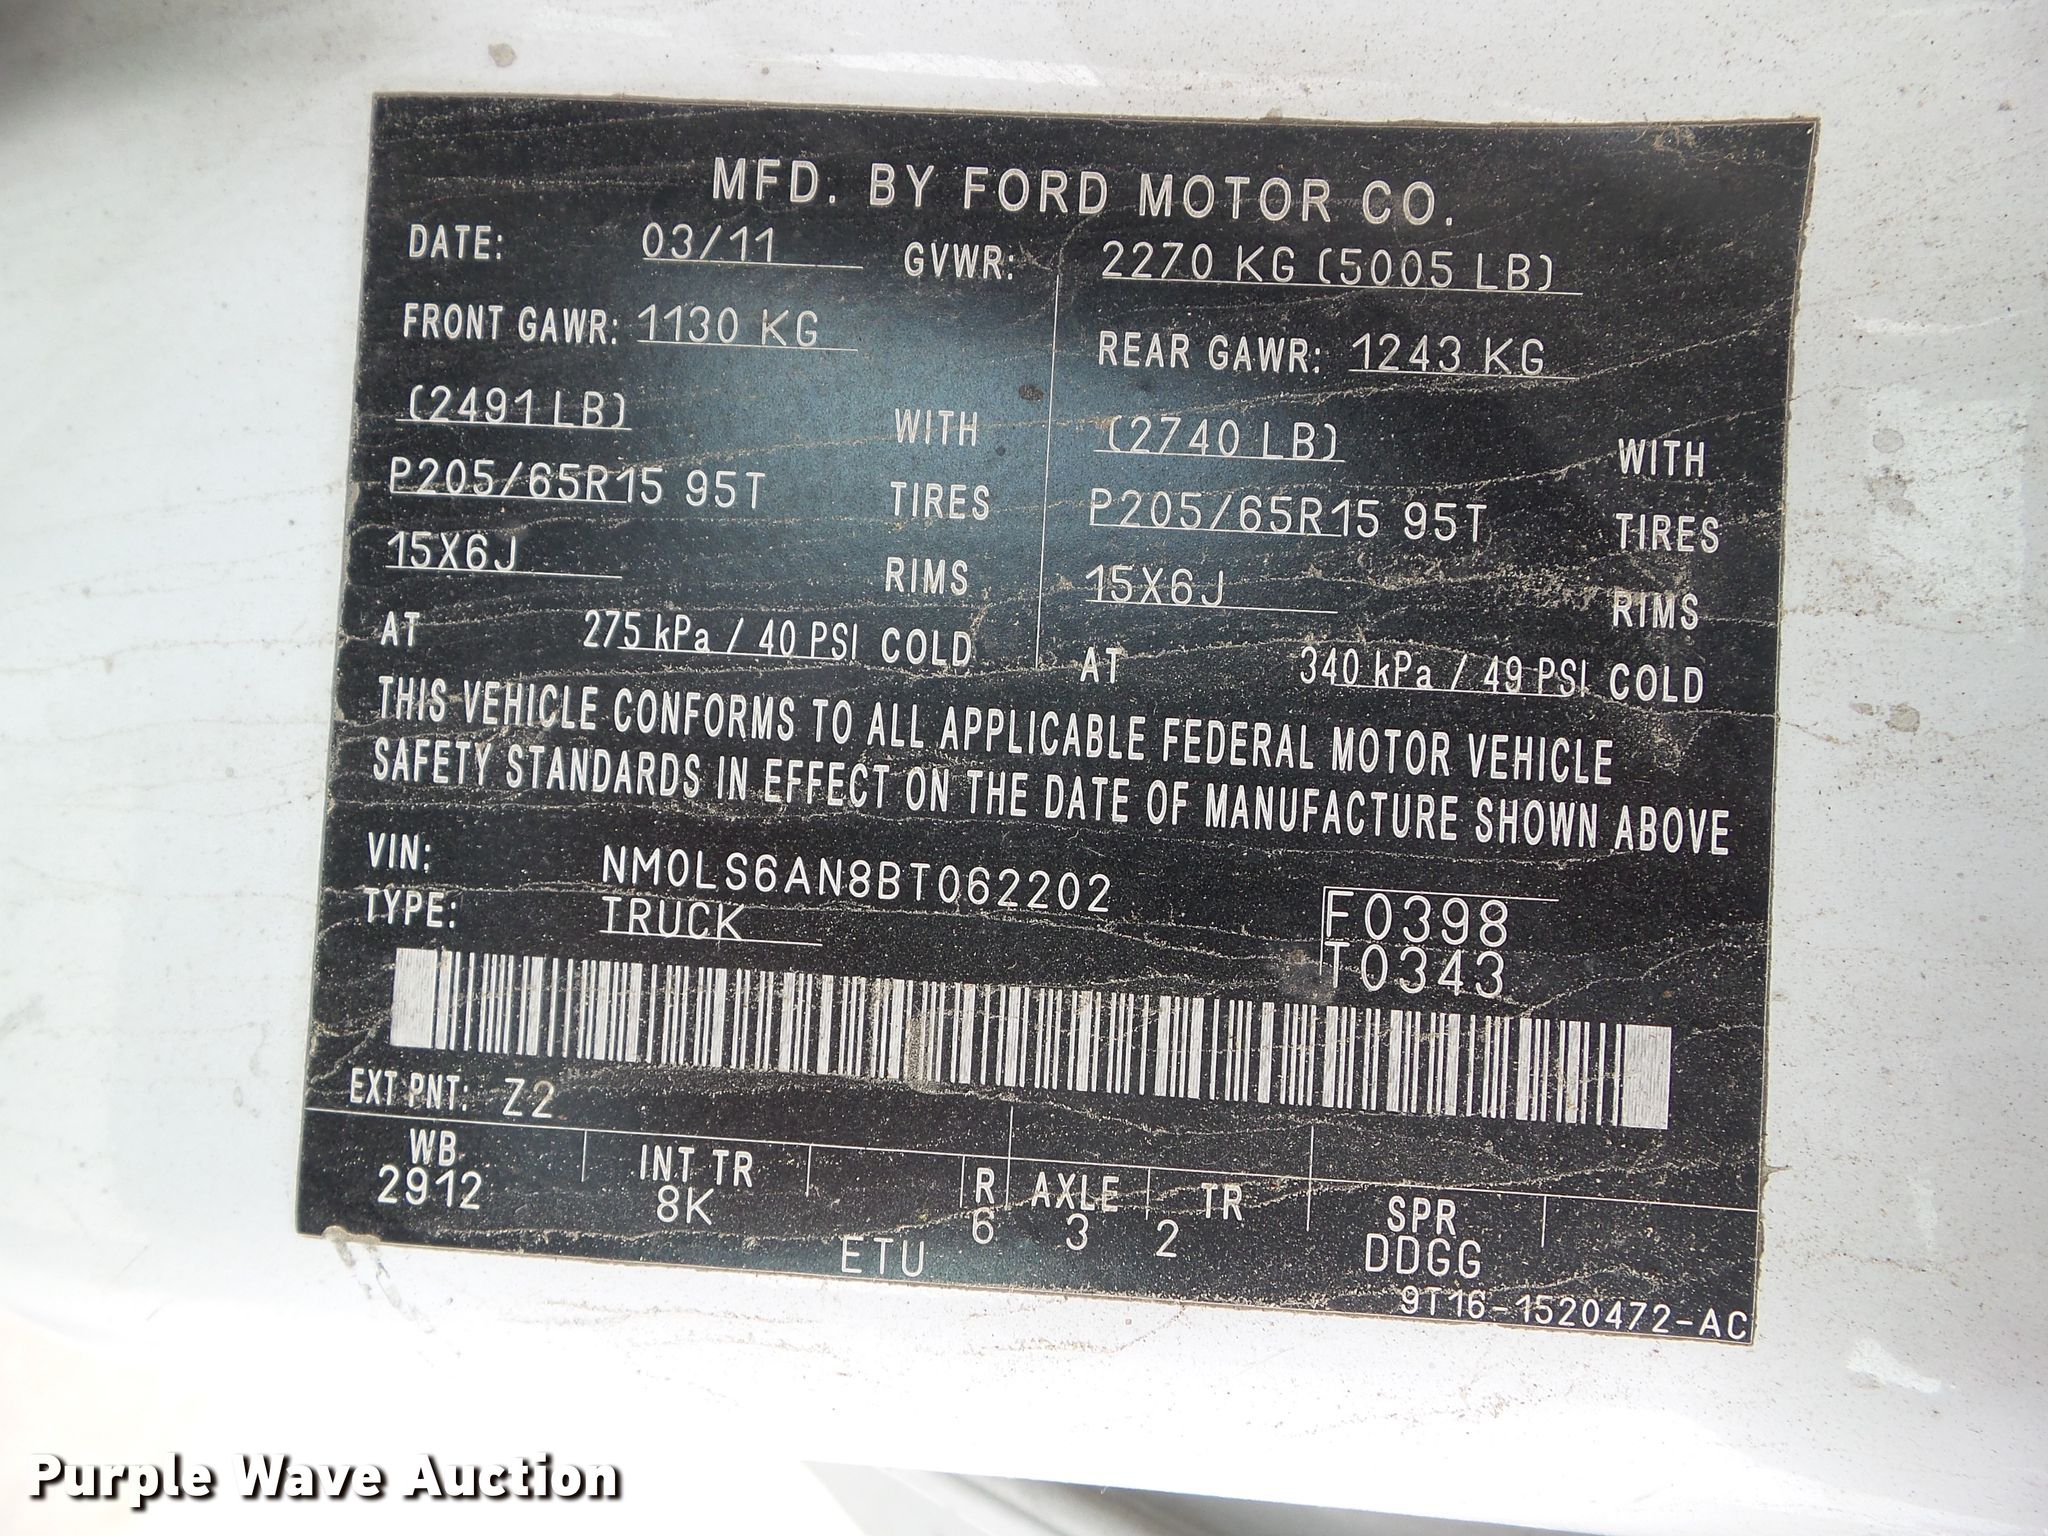 MFD. BY FORD MOTOR CO.
DATE: 03/11 GVWR: 2270 KG (5005 LB)
FRONT GAWR: 1130 KG REAR GAWR: 1243 KG
(2491 LB) WITH (2740 LB) WITH
P205/65R15 95T TIRES P205/65R15 95T TIRES
15X6J RIMS 15X6J RIMS
AT 275 kPa / 40 PSI COLD AT 340 kPa / 49 PSI COLD
THIS VEHICLE CONFORMS TO ALL APPLICABLE FEDERAL MOTOR VEHICLE
SAFETY STANDARDS IN EFFECT ON THE DATE OF MANUFACTURE SHOWN ABOVE
VIN: NM0LS6AN8BT062202
TYPE: TRUCK F0398
T0343
EXT PNT: Z2
WB INT TR R AXLE TR SPR
2912 8K 6 3 2 DDGG
ETU
9T16-1520472-AC
Purple Wave Auction